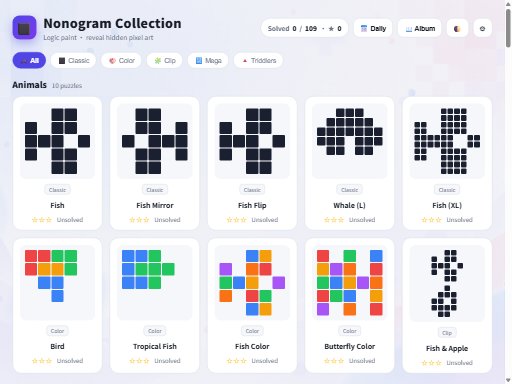 Nonogram Collection
Logic paint • reveal hidden pixel art
Solved 0 / 109 • ★ 0
Daily
Album
All
Classic
Color
Clip
Mega
Triddlers
Animals 10 puzzles
Classic
Fish
☆☆☆ Unsolved
Classic
Fish Mirror
☆☆☆ Unsolved
Classic
Fish Flip
☆☆☆ Unsolved
Classic
Whale (L)
☆☆☆ Unsolved
Classic
Fish (XL)
☆☆☆ Unsolved
Color
Bird
☆☆☆ Unsolved
Color
Tropical Fish
☆☆☆ Unsolved
Color
Fish Color
☆☆☆ Unsolved
Color
Butterfly Color
☆☆☆ Unsolved
Clip
Fish & Apple
☆☆☆ Unsolved